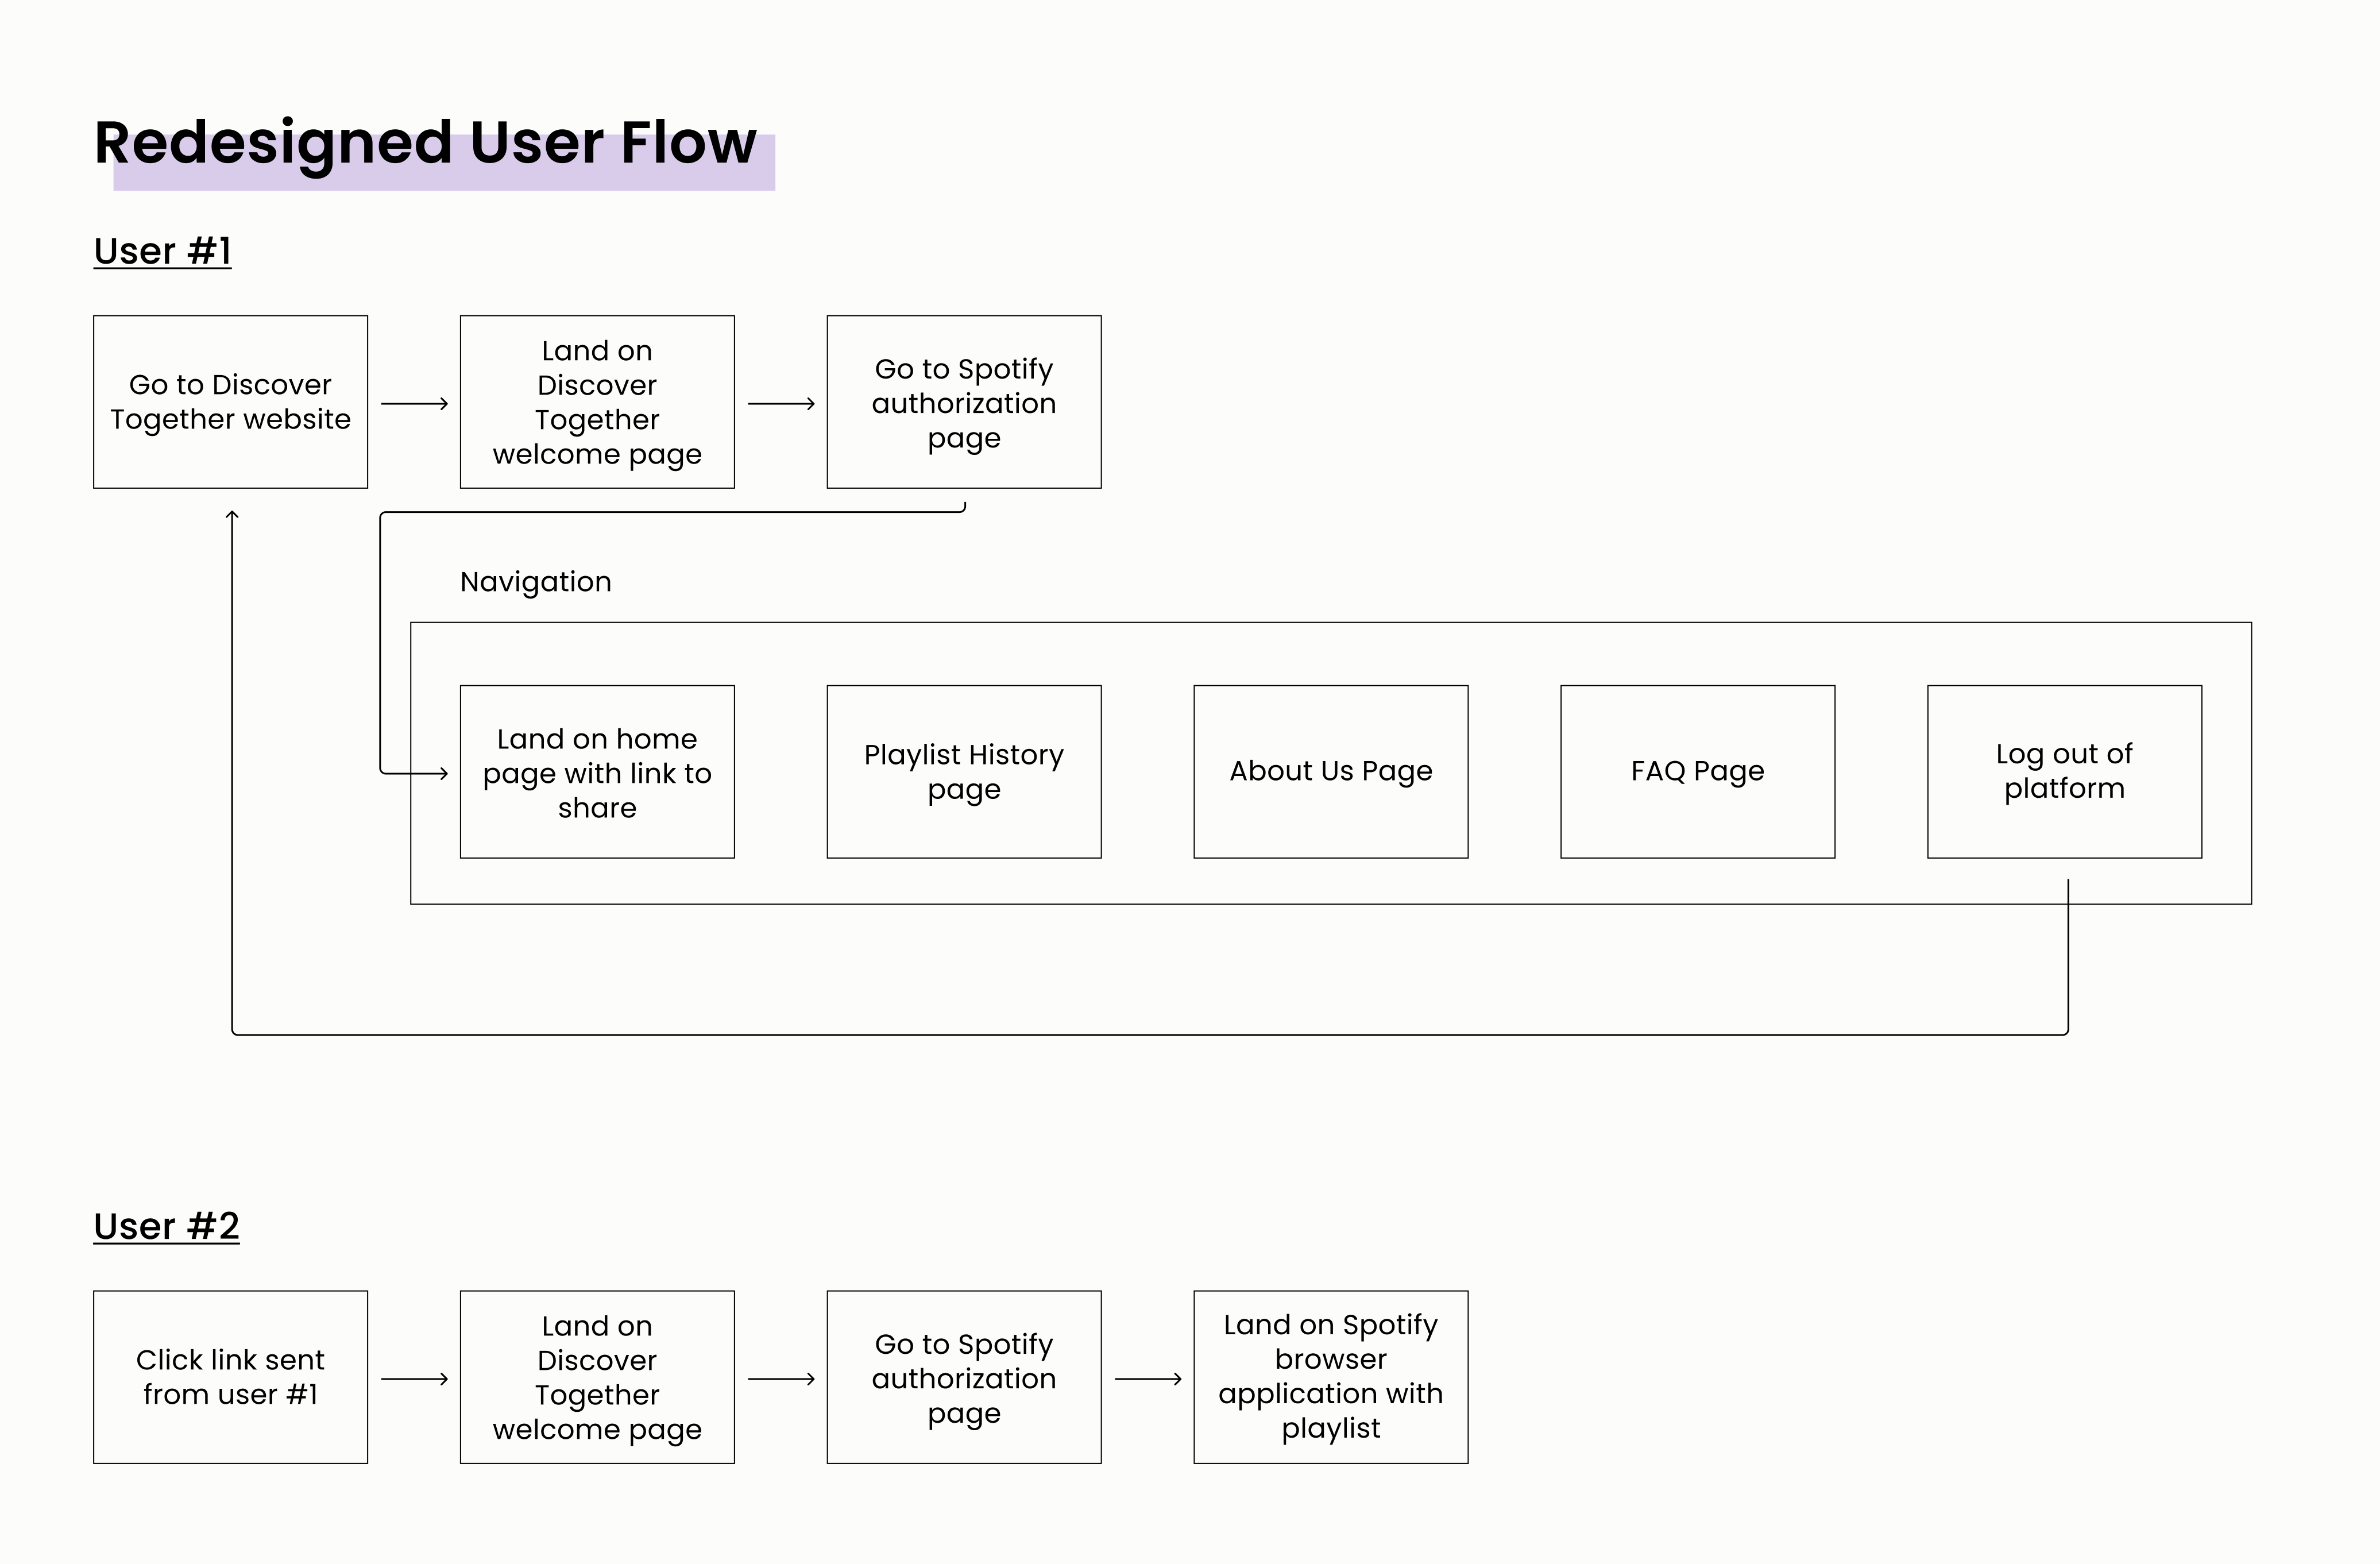 Redesigned User Flow
User #1
Go to Discover
Together website
Land on
Discover
Together
welcome page
Go to Spotify
authorization
page
Navigation
Land on home
page with link to
share
Playlist History
page
About Us Page
FAQ Page
Log out of
platform
User #2
Click link sent
from user #1
Land on
Discover
Together
welcome page
Go to Spotify
authorization
page
Land on Spotify
browser
application with
playlist